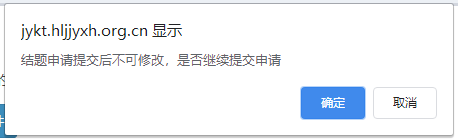 jykt.hljjyxh.org.cn 显示
结题申请提交后不可修改，是否继续提交申请
确定
取消